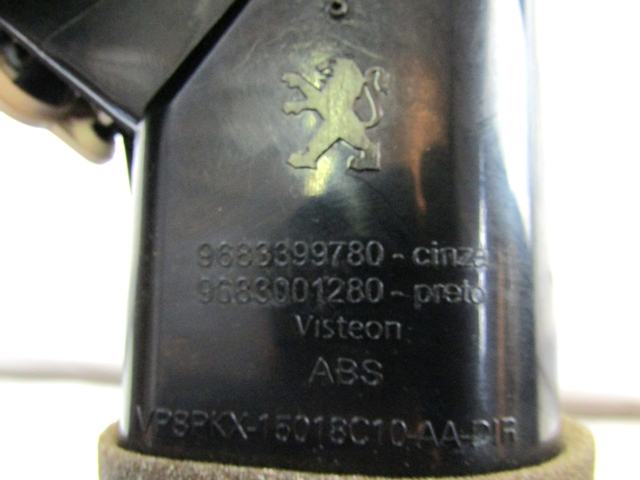 9683399780 - cinza
9683001280 - preto
Visteon
ABS
VP8PKX-15018C10-AA-DIR